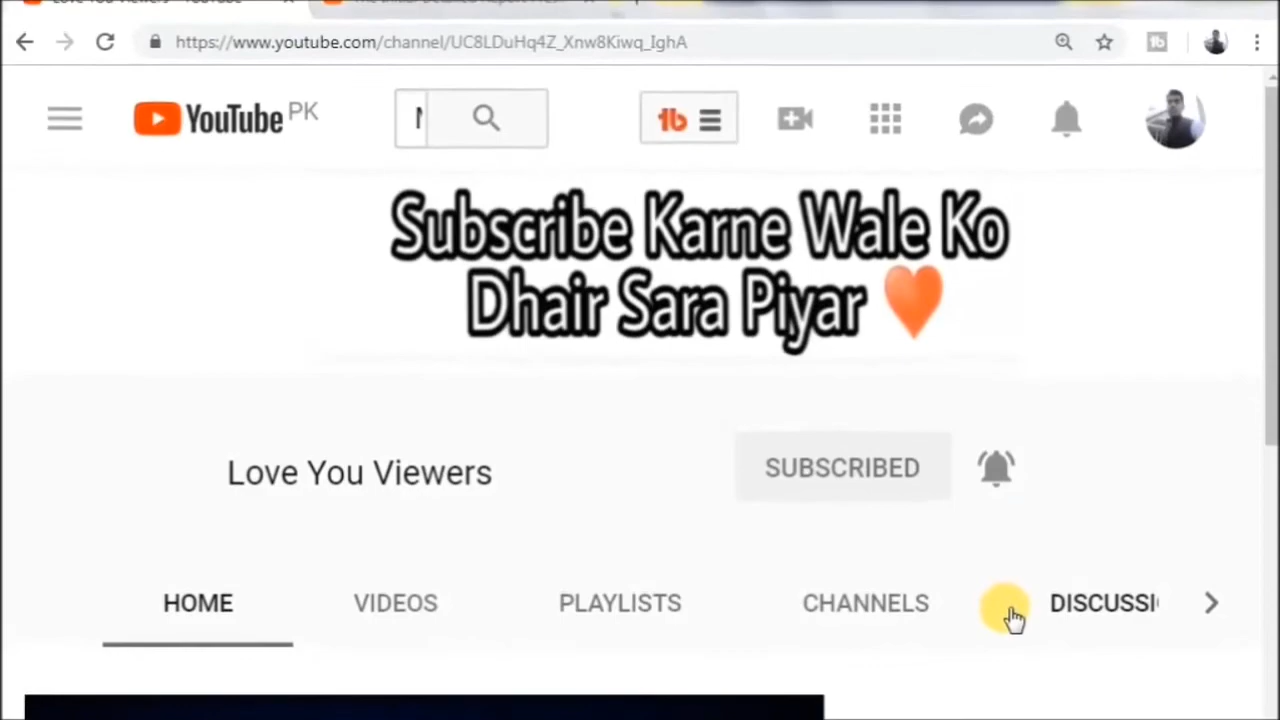 https://www.youtube.com/channel/UC8LDuHq4Z_Xnw8Kiwq_IghA
YouTube PK
Subscribe Karne Wale Ko
Dhair Sara Piyar
Love You Viewers
SUBSCRIBED
HOME VIDEOS PLAYLISTS CHANNELS DISCUSSI